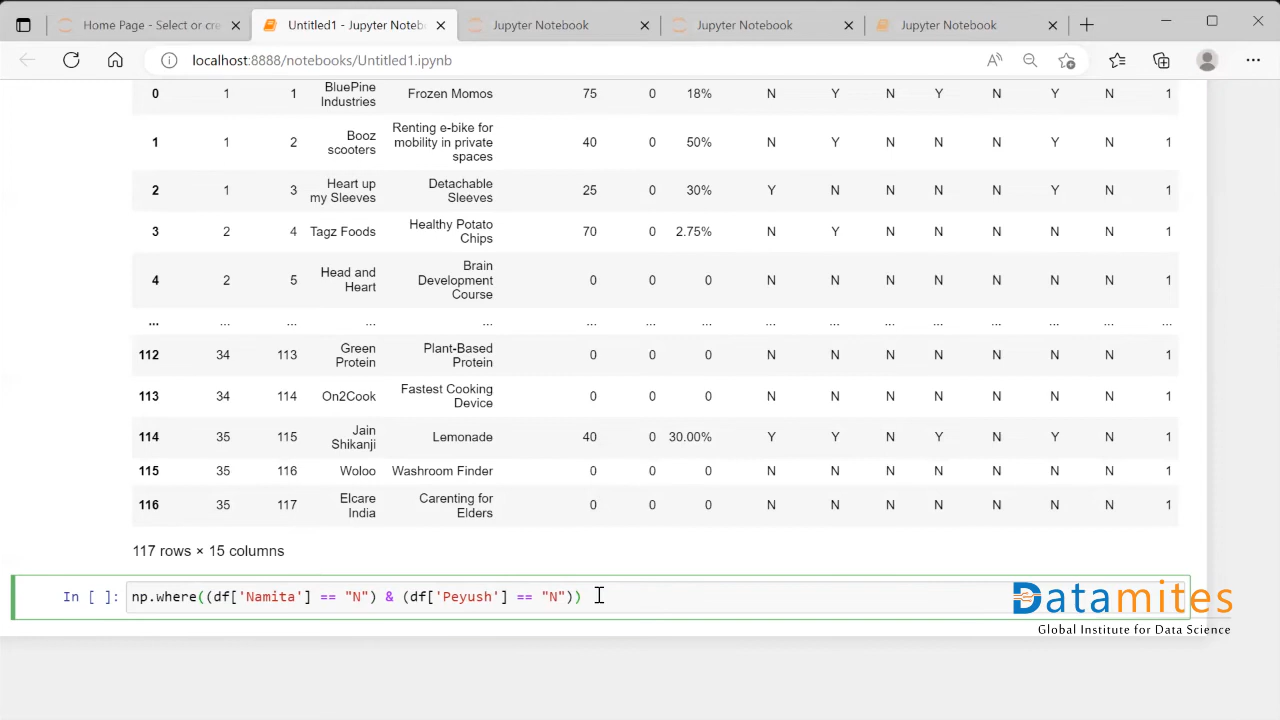 Home Page - Select or cre
Untitled1 - Jupyter Noteb
Jupyter Notebook
Jupyter Notebook
Jupyter Notebook
localhost:8888/notebooks/Untitled1.ipynb
0 1 1 BluePine Industries Frozen Momos 75 0 18% N Y N Y N Y N 1
1 1 2 Booz scooters Renting e-bike for mobility in private spaces 40 0 50% N Y N N N Y N 1
2 1 3 Heart up my Sleeves Detachable Sleeves 25 0 30% Y N N N N Y N 1
3 2 4 Tagz Foods Healthy Potato Chips 70 0 2.75% N Y N N N N N 1
4 2 5 Head and Heart Brain Development Course 0 0 0 N N N N N N N 1
... ... ... ... ... ... ... ... ... ... ... ... ... ... ... ...
112 34 113 Green Protein Plant-Based Protein 0 0 0 N N N N N N N 1
113 34 114 On2Cook Fastest Cooking Device 0 0 0 N N N N N N N 1
114 35 115 Jain Shikanji Lemonade 40 0 30.00% Y Y N Y N Y N 1
115 35 116 Woloo Washroom Finder 0 0 0 N N N N N N N 1
116 35 117 Elcare India Carenting for Elders 0 0 0 N N N N N N N 1
117 rows × 15 columns
In [ ]: np.where((df['Namita'] == "N") & (df['Peyush'] == "N"))
Datamites
Global Institute for Data Science